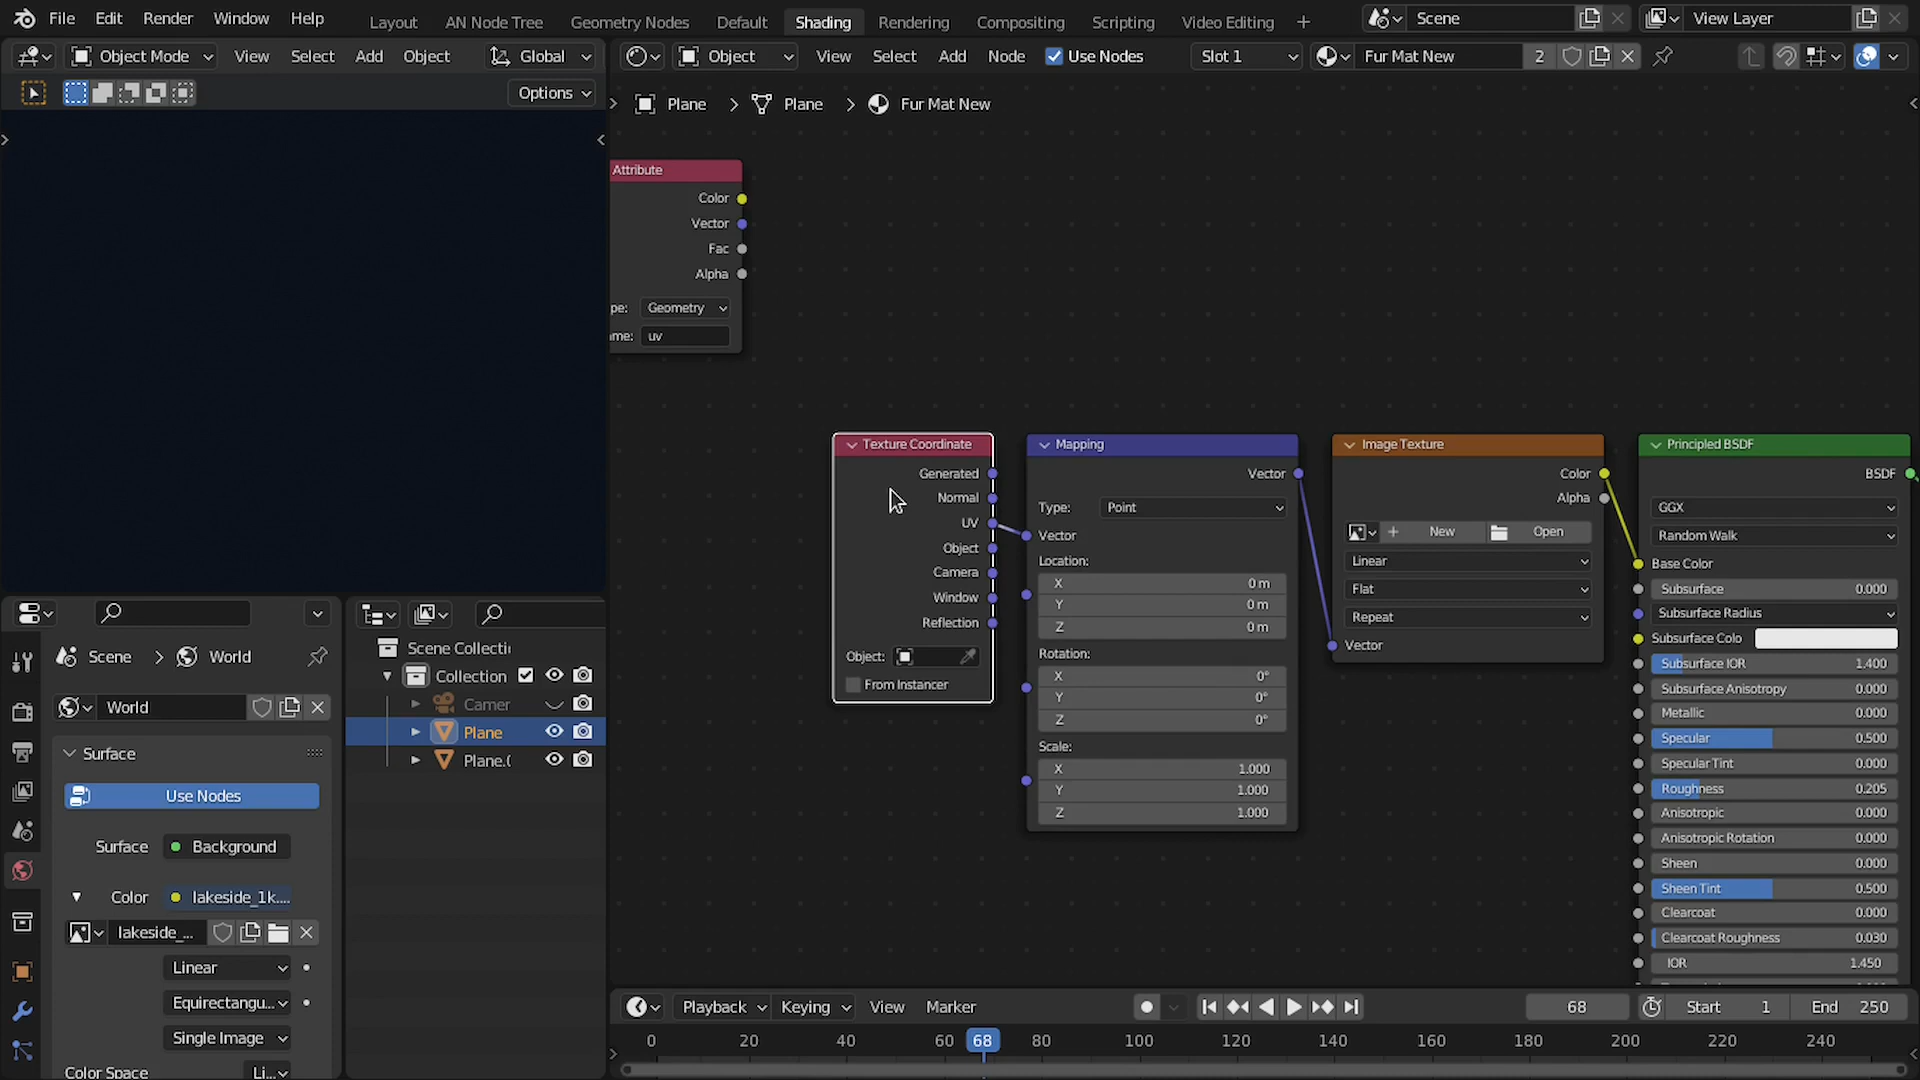 File Edit Render Window Help Layout AN Node Tree Geometry Nodes Default Shading Rendering Compositing Scripting Video Editing + Scene View Layer
Object Mode View Select Add Object Global
Object View Select Add Node Use Nodes Slot 1 Fur Mat New 2
Options
Plane > Plane > Fur Mat New
Attribute
Color
Vector
Fac
Alpha
pe: Geometry
me: uv
Texture Coordinate
Generated
Normal
UV
Object
Camera
Window
Reflection
Object:
From Instancer
Mapping
Vector
Type: Point
Vector
Location:
X 0 m
Y 0 m
Z 0 m
Rotation:
X 0°
Y 0°
Z 0°
Scale:
X 1.000
Y 1.000
Z 1.000
Image Texture
Color
Alpha
New Open
Linear
Flat
Repeat
Vector
Principled BSDF
BSDF
GGX
Random Walk
Base Color
Subsurface 0.000
Subsurface Radius
Subsurface Colo
Subsurface IOR 1.400
Subsurface Anisotropy 0.000
Metallic 0.000
Specular 0.500
Specular Tint 0.000
Roughness 0.205
Anisotropic 0.000
Anisotropic Rotation 0.000
Sheen 0.000
Sheen Tint 0.500
Clearcoat 0.000
Clearcoat Roughness 0.030
IOR 1.450
Scene > World
World
Surface
Use Nodes
Surface Background
Color lakeside_1k....
lakeside_...
Linear
Equirectangu...
Single Image
Color Space Li...
Scene Collecti
Collection
Camer
Plane
Plane.(
Playback Keying View Marker 68 Start 1 End 250
0 20 40 60 68 80 100 120 140 160 180 200 220 240